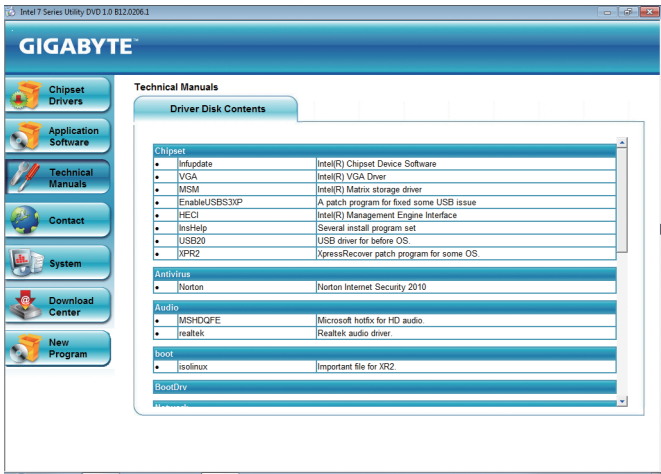 Intel 7 Series Utility DVD 1.0 B12.0206.1
GIGABYTE™
Chipset
Drivers
Application
Software
Technical
Manuals
Contact
System
Download
Center
New
Program
Technical Manuals
Driver Disk Contents
Chipset
• Infupdate Intel(R) Chipset Device Software
• VGA Intel(R) VGA Drver
• MSM Intel(R) Matrix storage driver
• EnableUSBS3XP A patch program for fixed some USB issue
• HECI Intel(R) Management Engine Interface
• InsHelp Several install program set
• USB20 USB driver for before OS.
• XPR2 XpressRecover patch program for some OS.
Antivirus
• Norton Norton Internet Security 2010
Audio
• MSHDQFE Microsoft hotfix for HD audio.
• realtek Realtek audio driver.
boot
• isolinux Important file for XR2.
BootDrv